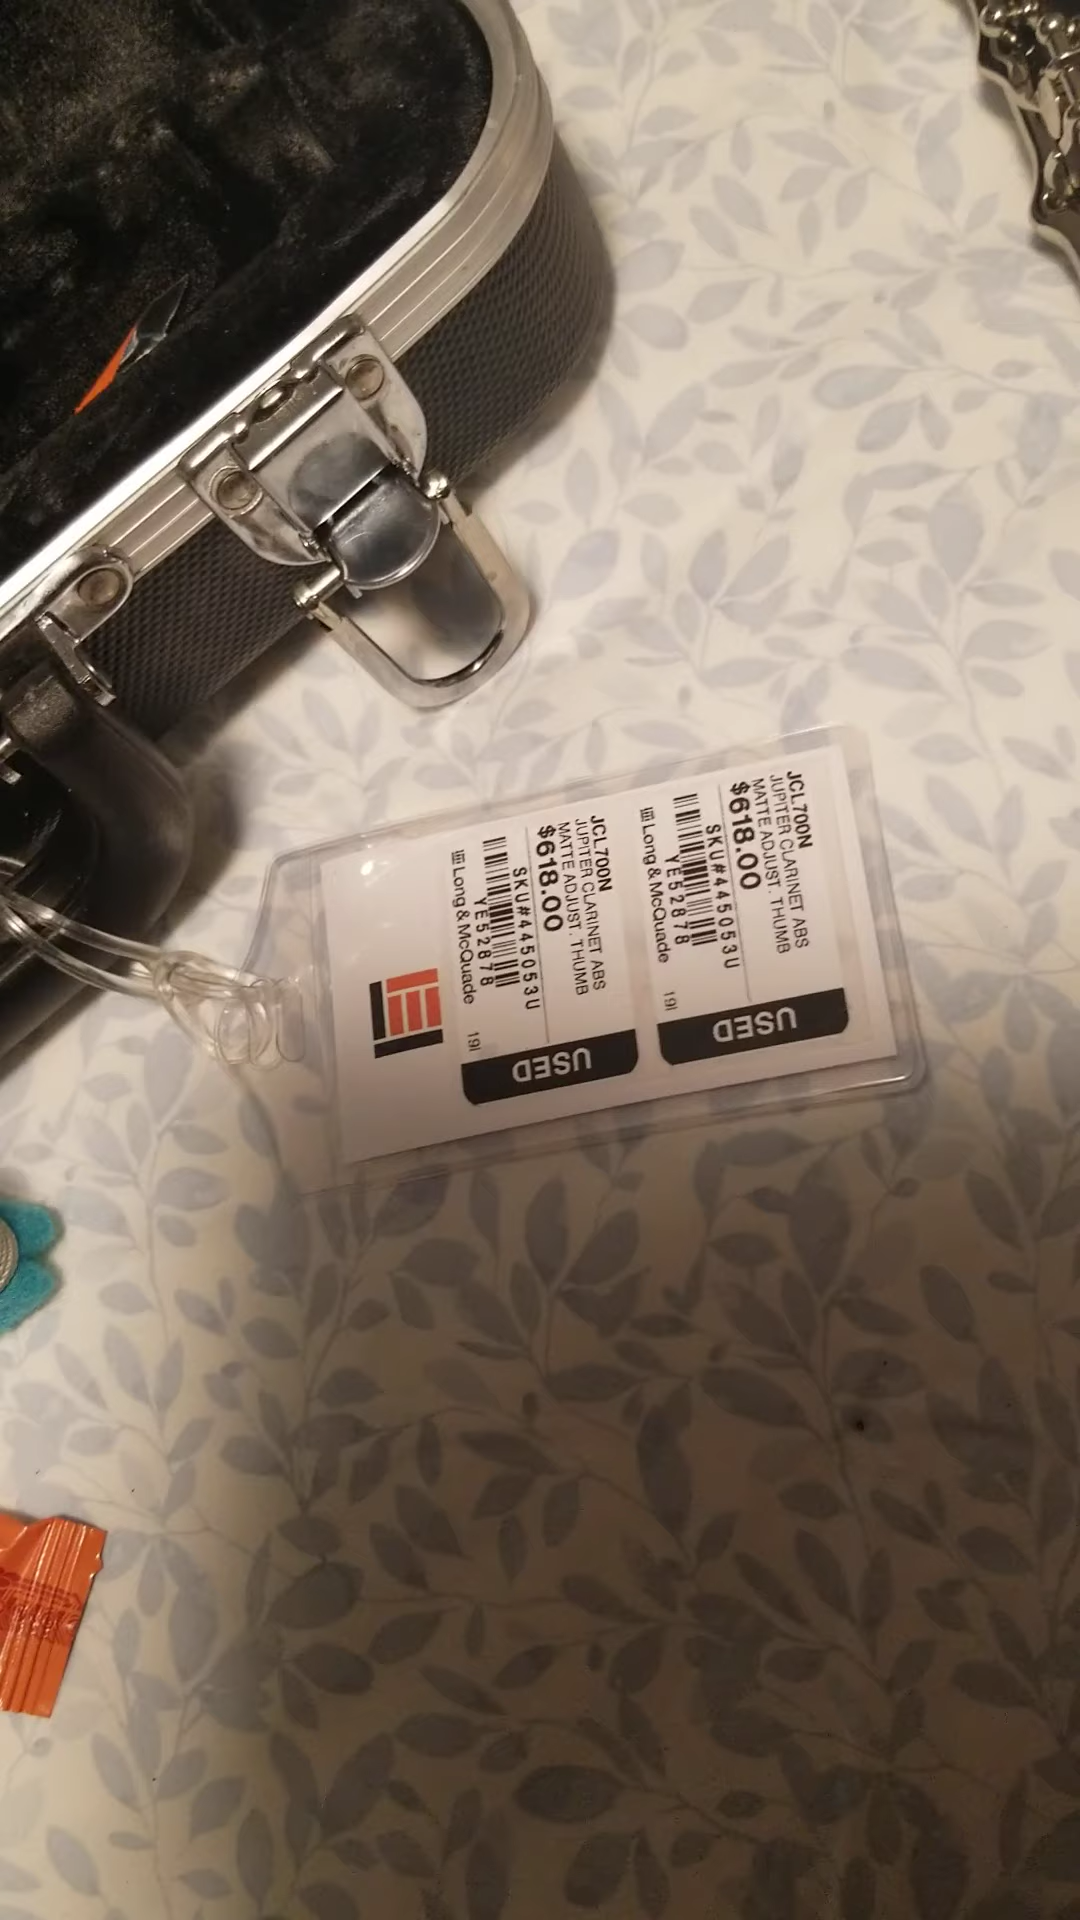 JCL700N
JUPITER CLARINET ABS
MATTE ADJUST. THUMB
$618.00
SKU#445053U
YE52878
Long & McQuade
19I
USED
JCL700N
JUPITER CLARINET ABS
MATTE ADJUST. THUMB
$618.00
SKU#445053U
YE52878
Long & McQuade
19I
USED